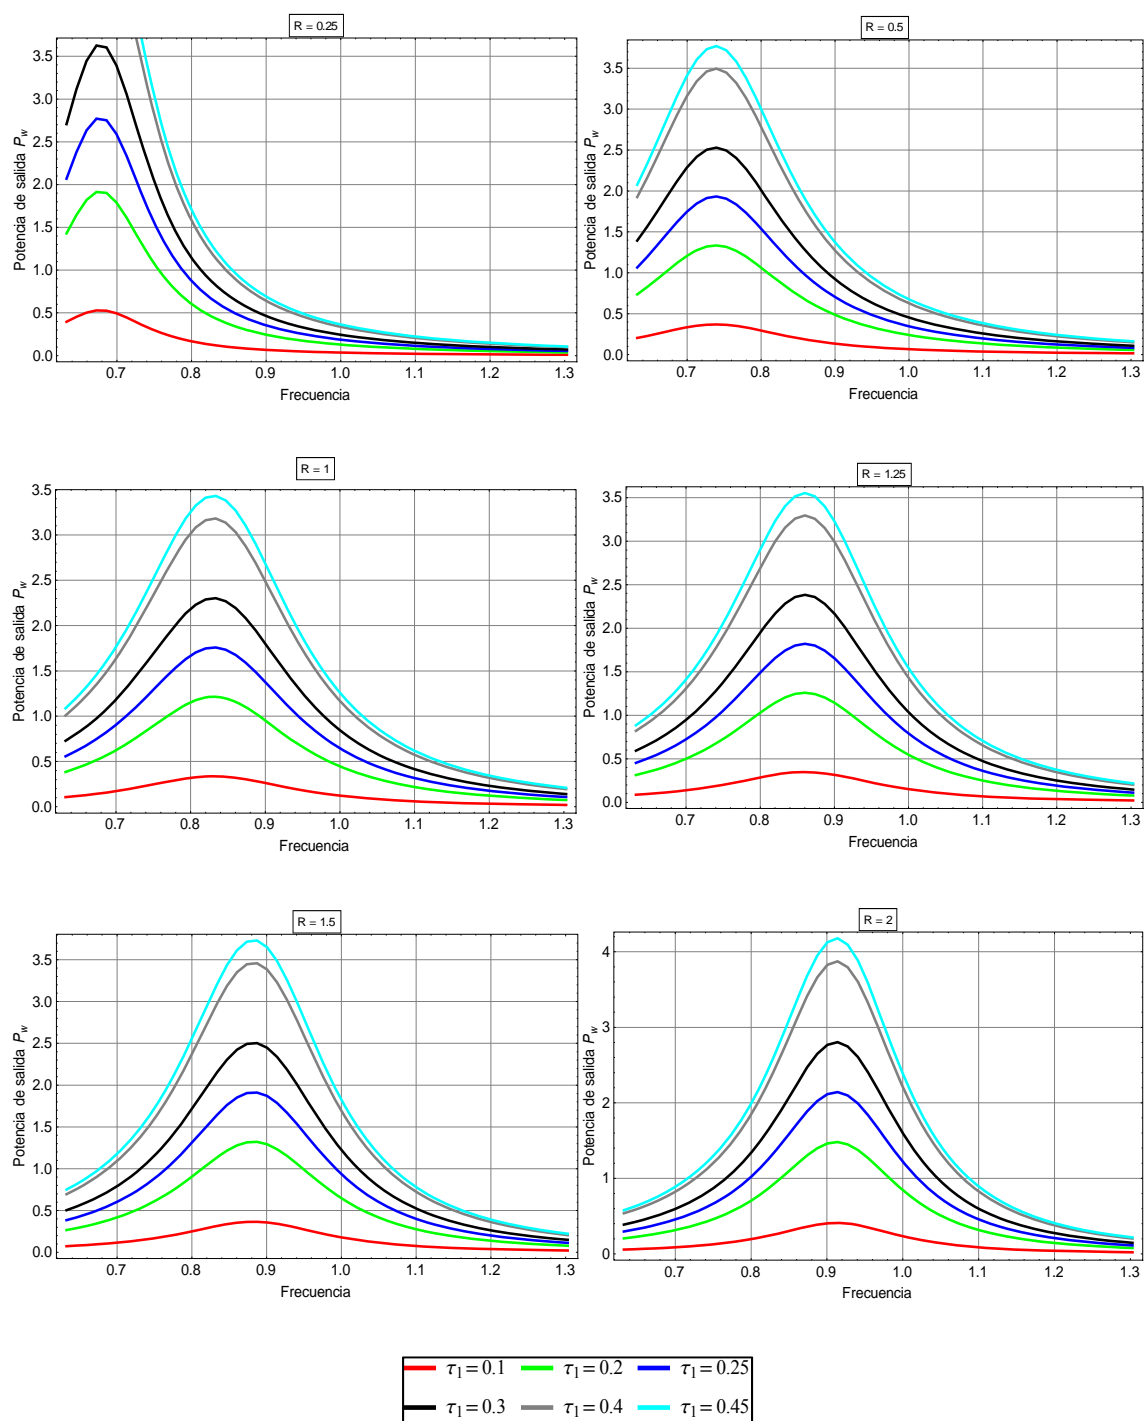 R = 0.25
3.5
3.0
2.5
2.0
1.5
1.0
0.5
0.0
Potencia de salida P_w
0.7 0.8 0.9 1.0 1.1 1.2 1.3
Frecuencia
R = 0.5
3.5
3.0
2.5
2.0
1.5
1.0
0.5
0.0
Potencia de salida P_w
0.7 0.8 0.9 1.0 1.1 1.2 1.3
Frecuencia
R = 1
3.5
3.0
2.5
2.0
1.5
1.0
0.5
0.0
Potencia de salida P_w
0.7 0.8 0.9 1.0 1.1 1.2 1.3
Frecuencia
R = 1.25
3.5
3.0
2.5
2.0
1.5
1.0
0.5
0.0
Potencia de salida P_w
0.7 0.8 0.9 1.0 1.1 1.2 1.3
Frecuencia
R = 1.5
3.5
3.0
2.5
2.0
1.5
1.0
0.5
0.0
Potencia de salida P_w
0.7 0.8 0.9 1.0 1.1 1.2 1.3
Frecuencia
R = 2
4
3
2
1
0
Potencia de salida P_w
0.7 0.8 0.9 1.0 1.1 1.2 1.3
Frecuencia
τ₁=0.1 τ₁=0.2 τ₁=0.25
τ₁=0.3 τ₁=0.4 τ₁=0.45